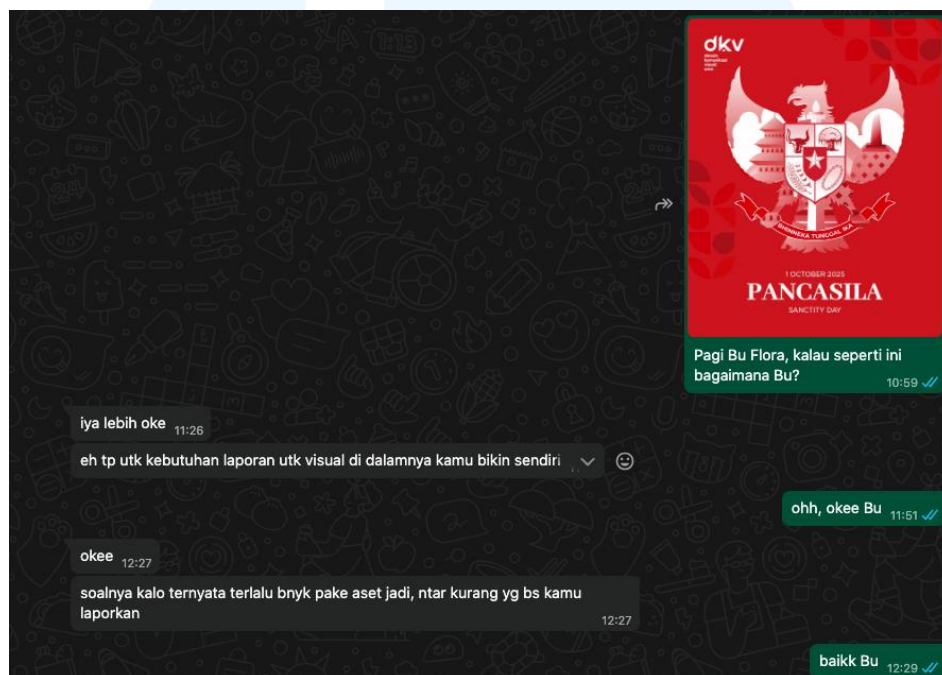 dkv
desain
komunikasi
visual
BHINNEKA TUNGGAL IKA
1 OCTOBER 2025
PANCASILA
SANCTITY DAY
Pagi Bu Flora, kalau seperti ini
bagaimana Bu?
10:59
iya lebih oke 11:26
eh tp utk kebutuhan laporan utk visual di dalamnya kamu bikin sendiri
ohh, okee Bu 11:51
okee 12:27
soalnya kalo ternyata terlalu bnyk pake aset jadi, ntar kurang yg bs kamu
laporkan
12:27
baikk Bu 12:29